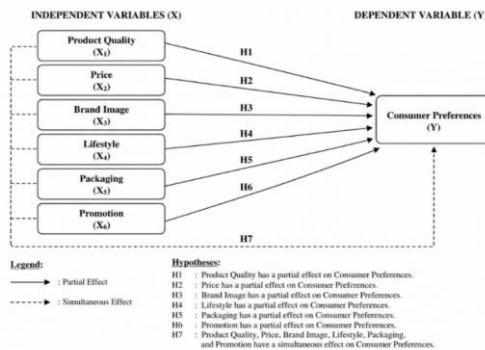 INDEPENDENT VARIABLES (X)
DEPENDENT VARIABLE (Y)
Product Quality
(X₁)
H1
Price
(X₂)
H2
Brand Image
(X₃)
H3
Consumer Preferences
(Y)
Lifestyle
(X₄)
H4
Packaging
(X₅)
H5
Promotion
(X₆)
H6
H7
Legend:
: Partial Effect
: Simultaneous Effect
Hypotheses:
H1 : Product Quality has a partial effect on Consumer Preferences.
H2 : Price has a partial effect on Consumer Preferences.
H3 : Brand Image has a partial effect on Consumer Preferences.
H4 : Lifestyle has a partial effect on Consumer Preferences.
H5 : Packaging has a partial effect on Consumer Preferences.
H6 : Promotion has a partial effect on Consumer Preferences.
H7 : Product Quality, Price, Brand Image, Lifestyle, Packaging,
and Promotion have a simultaneous effect on Consumer Preferences.